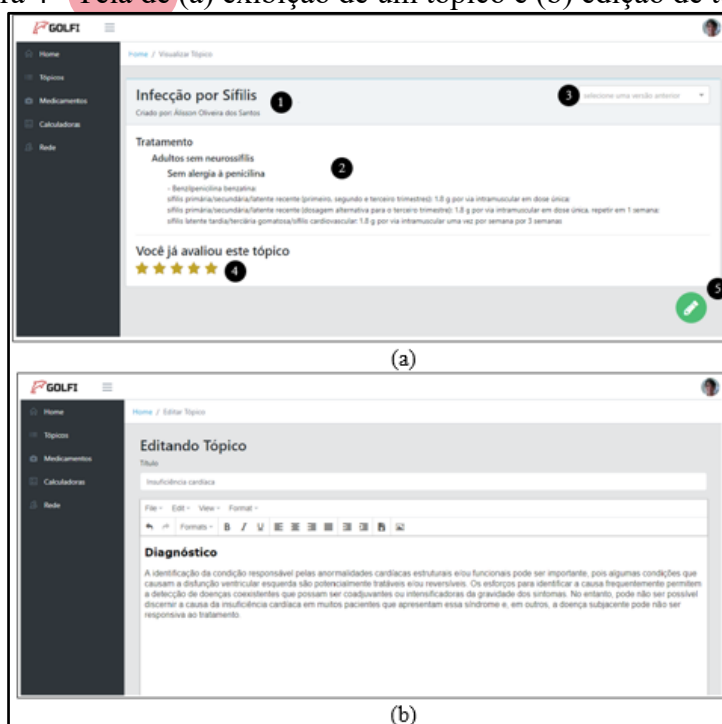 ra 4 - Tela de (a) exibição de um tópico e (b) edição de t
GOLFI
Home / Visualizar Tópico
Home
Tópicos
Medicamentos
Calculadoras
Rede
Infecção por Sífilis 1
Criado por: Álisson Oliveira dos Santos
3 selecione uma versão anterior
Tratamento
Adultos sem neurossífilis
Sem alergia à penicilina
2
- Benzilpenicilina benzatina:
sífilis primária/secundária/latente recente (primeiro, segundo e terceiro trimestres): 1.8 g por via intramuscular em dose única;
sífilis primária/secundária/latente recente (dosagem alternativa para o terceiro trimestre): 1.8 g por via intramuscular em dose única, repetir em 1 semana;
sífilis latente tardia/terciária gomatosa/sífilis cardiovascular: 1.8 g por via intramuscular uma vez por semana por 3 semanas
Você já avaliou este tópico
4
5
(a)
GOLFI
Home / Editar Tópico
Home
Tópicos
Medicamentos
Calculadoras
Rede
Editando Tópico
Título
Insuficiência cardíaca
File Edit View Format
Formats B I U
Diagnóstico
A identificação da condição responsável pelas anormalidades cardíacas estruturais e/ou funcionais pode ser importante, pois algumas condições que
causam a disfunção ventricular esquerda são potencialmente tratáveis e/ou reversíveis. Os esforços para identificar a causa frequentemente permitem
a detecção de doenças coexistentes que possam ser coadjuvantes ou intensificadoras da gravidade dos sintomas. No entanto, pode não ser possível
discernir a causa da insuficiência cardíaca em muitos pacientes que apresentam essa síndrome e, em outros, a doença subjacente pode não ser
responsiva ao tratamento.
(b)